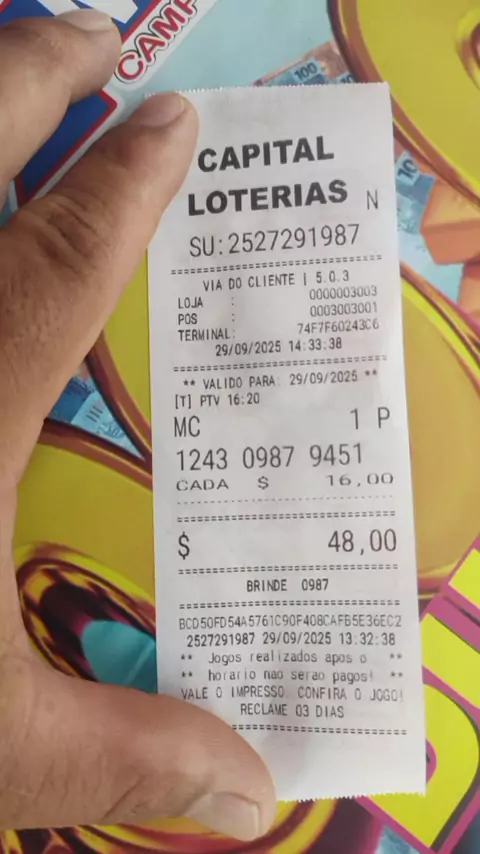 CAMP
CAPITAL
LOTERIAS N
SU:2527291987
VIA DO CLIENTE | 5.0.3
LOJA : 0000003003
POS : 0003003001
TERMINAL: 74F7F60243C6
29/09/2025 14:33:38
** VALIDO PARA: 29/09/2025 **
[T] PTV 16:20
MC 1 P
1243 0987 9451
CADA $ 16,00
$ 48,00
BRINDE 0987
BCD50FD54A5761C90F408CAFB5E36EC2
2527291987 29/09/2025 13:32:38
** Jogos realizados apos o **
** horario nao serao pagos! **
VALE O IMPRESSO. CONFIRA O JOGO!
RECLAME 03 DIAS
100
10